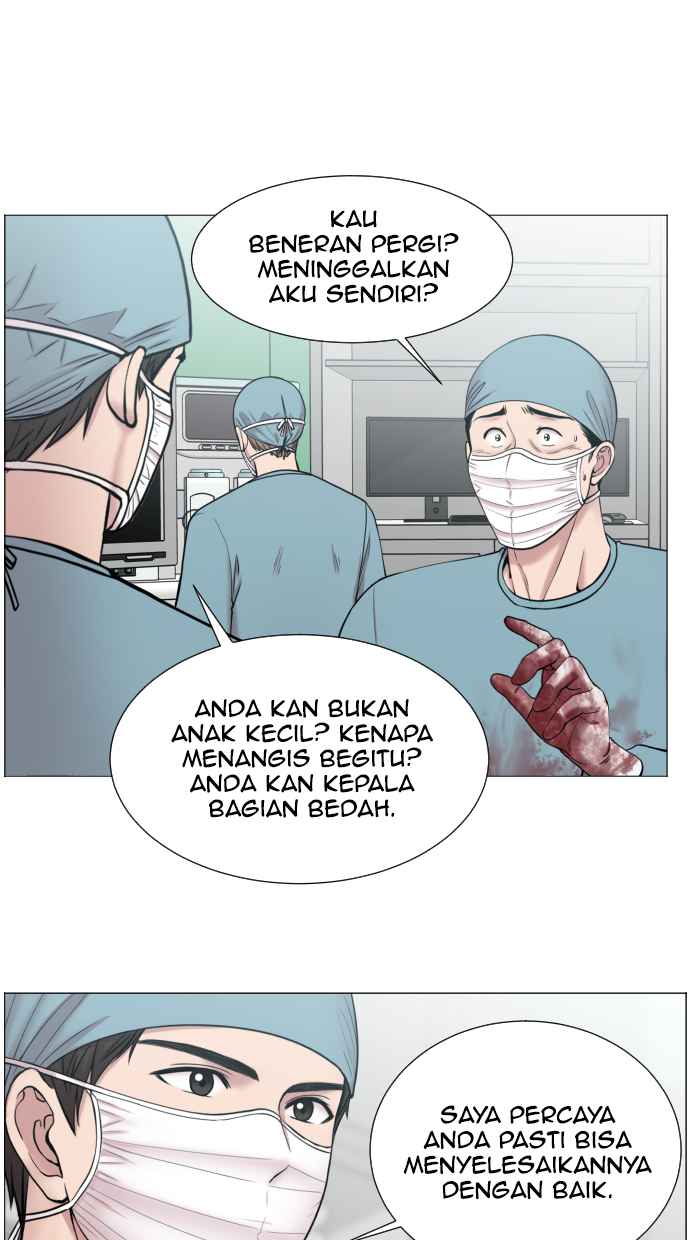 KAU
BENERAN PERGI?
MENINGGALKAN
AKU SENDIRI?
ANDA KAN BUKAN
ANAK KECIL? KENAPA
MENANGIS BEGITU?
ANDA KAN KEPALA
BAGIAN BEDAH.
SAYA PERCAYA
ANDA PASTI BISA
MENYELESAIKANNYA
DENGAN BAIK.